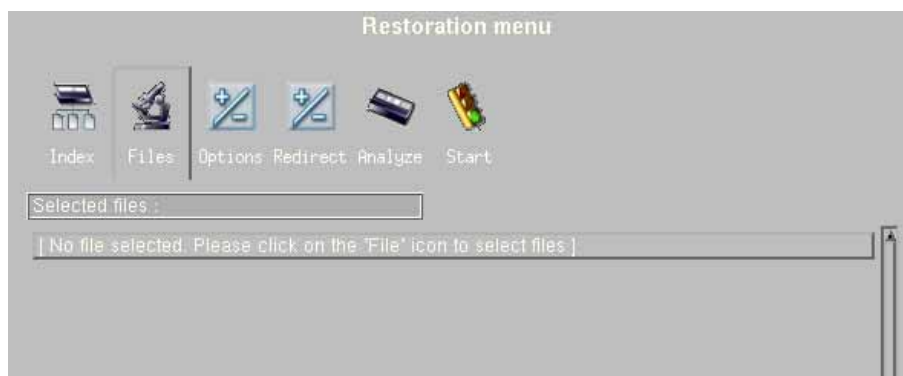 Restoration menu
Index Files Options Redirect Analyze Start
Selected files :
[ No file selected. Please click on the "File" icon to select files ]